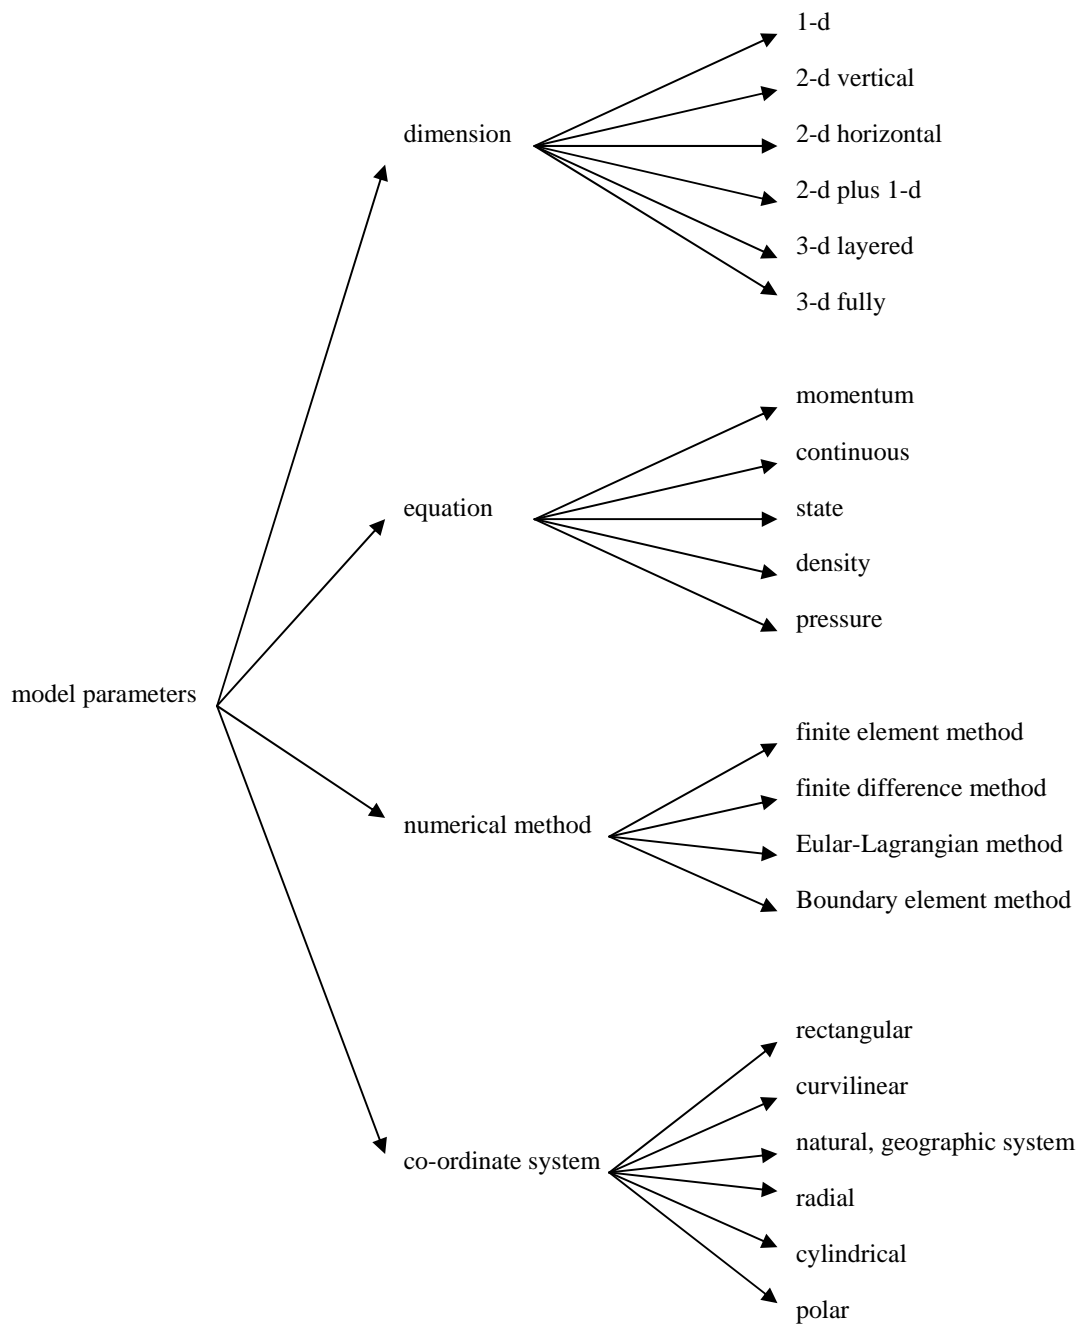 model parameters
dimension
1-d
2-d vertical
2-d horizontal
2-d plus 1-d
3-d layered
3-d fully
equation
momentum
continuous
state
density
pressure
numerical method
finite element method
finite difference method
Eular-Lagrangian method
Boundary element method
co-ordinate system
rectangular
curvilinear
natural, geographic system
radial
cylindrical
polar